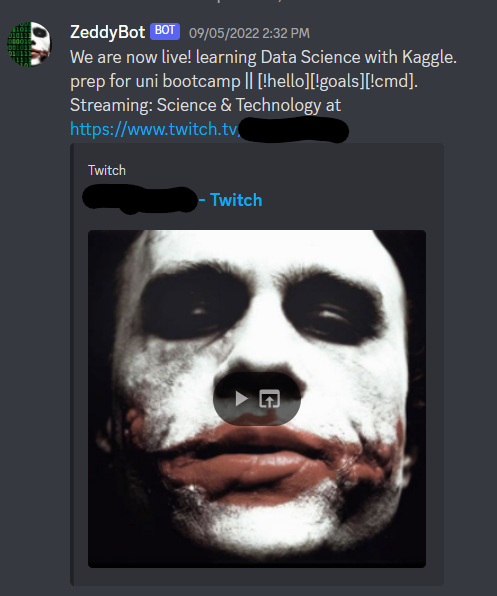 ZeddyBot BOT 09/05/2022 2:32 PM
We are now live! learning Data Science with Kaggle.
prep for uni bootcamp || [!hello][!goals][!cmd].
Streaming: Science & Technology at
https://www.twitch.tv
Twitch
- Twitch